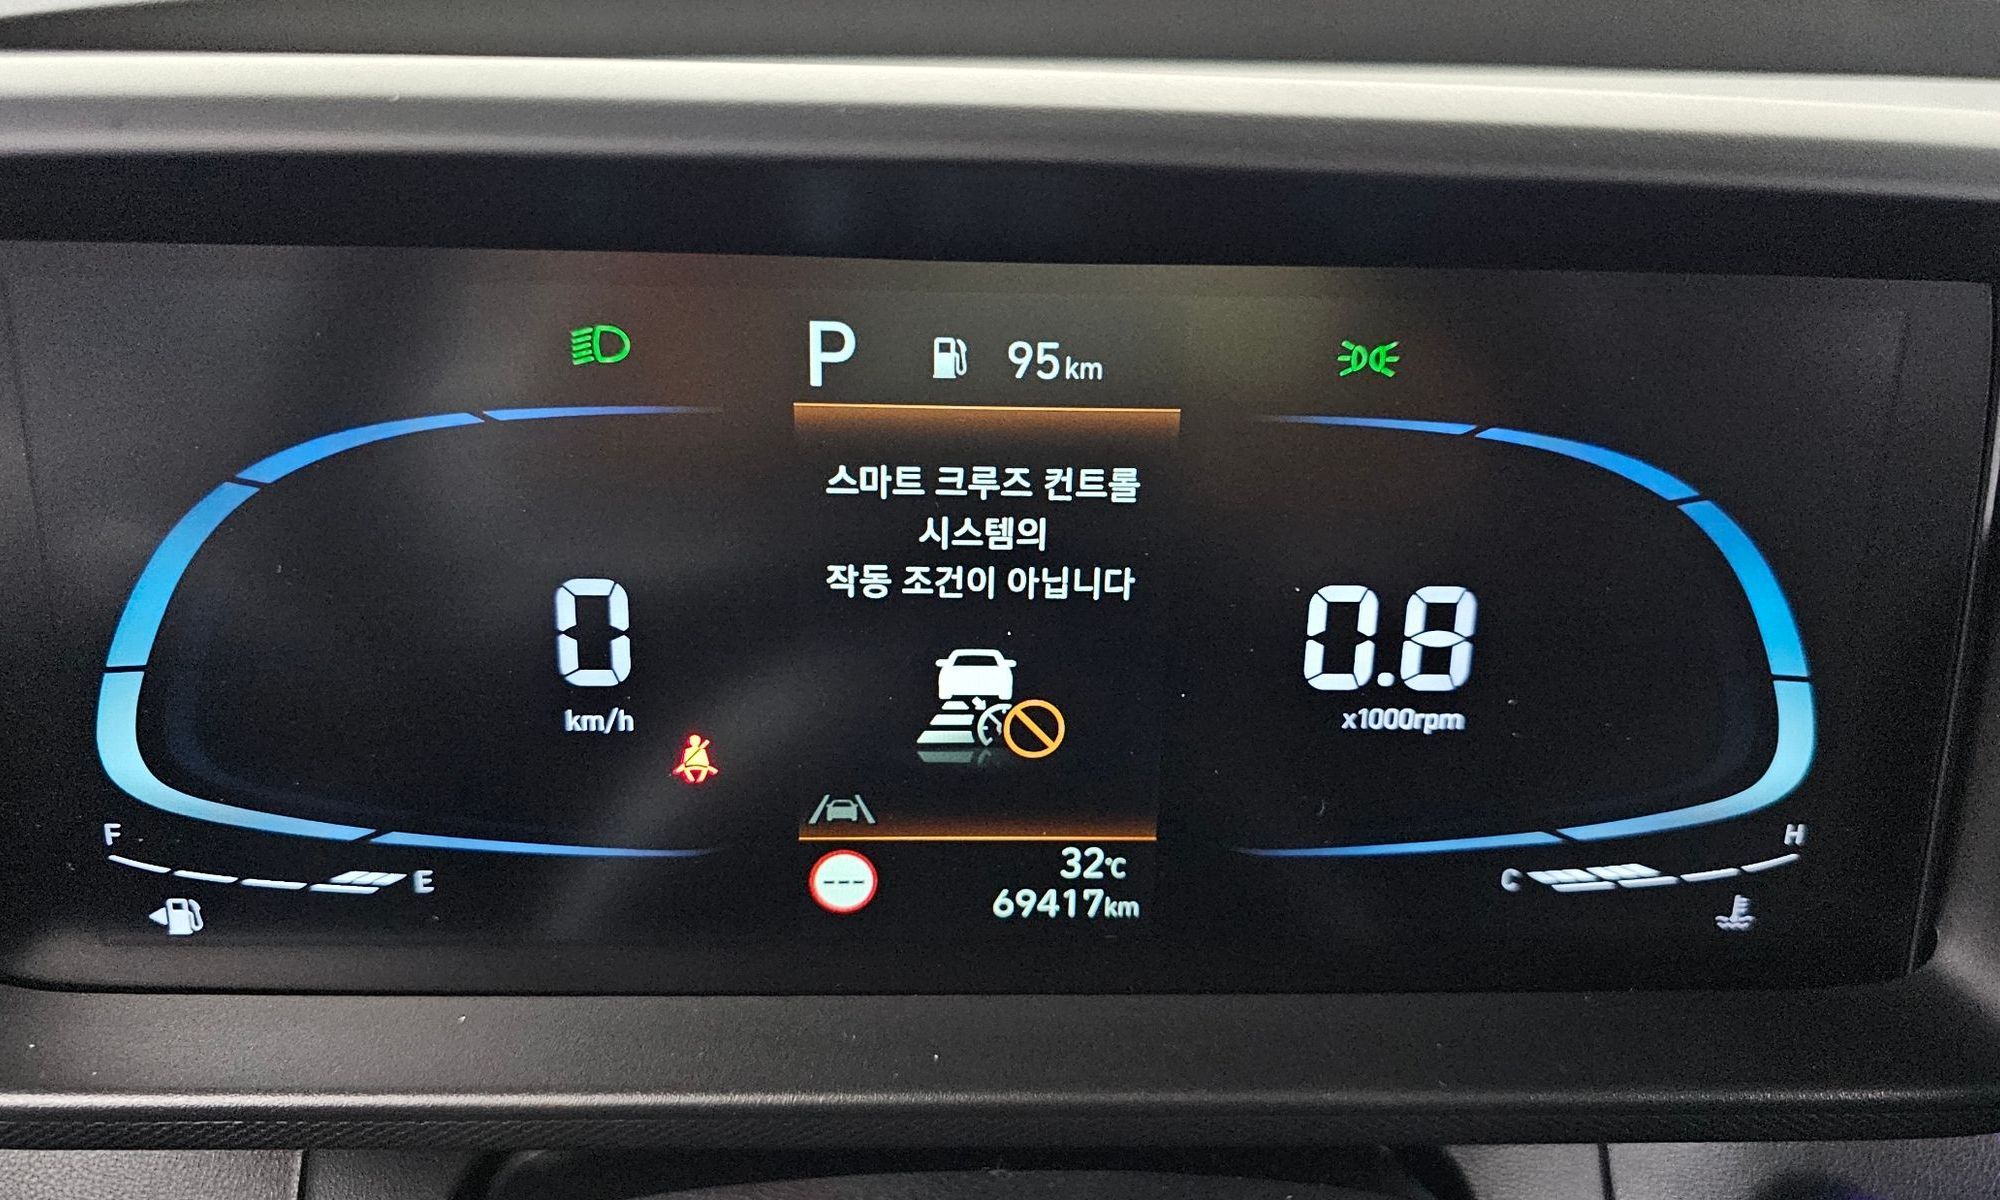 P 95km
스마트 크루즈 컨트롤
시스템의
작동 조건이 아닙니다
0
km/h
0.8
x1000rpm
F
E
C
H
---
32℃
69417km